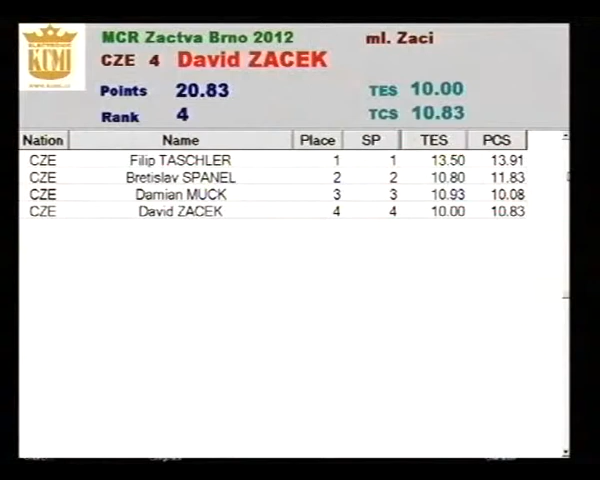 MCR Zactva Brno 2012 ml. Zaci
CZE 4 David ZACEK
Points 20.83 TES 10.00
Rank 4 TCS 10.83
KOMI
Nation Name Place SP TES PCS
CZE Filip TASCHLER 1 1 13.50 13.91
CZE Bretislav SPANEL 2 2 10.80 11.83
CZE Damian MUCK 3 3 10.93 10.08
CZE David ZACEK 4 4 10.00 10.83